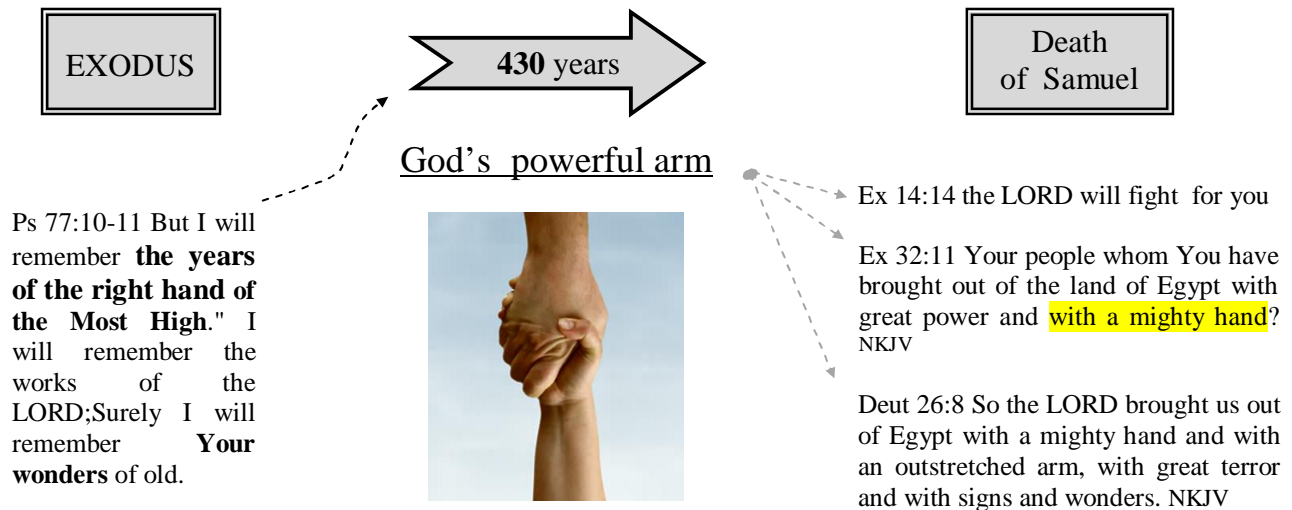 EXODUS
430 years
Death
of Samuel
God's powerful arm
Ps 77:10-11 But I will
remember the years
of the right hand of
the Most High." I
will remember the
works of the
LORD;Surely I will
remember Your
wonders of old.
Ex 14:14 the LORD will fight for you
Ex 32:11 Your people whom You have
brought out of the land of Egypt with
great power and with a mighty hand?
NKJV
Deut 26:8 So the LORD brought us out
of Egypt with a mighty hand and with
an outstretched arm, with great terror
and with signs and wonders. NKJV